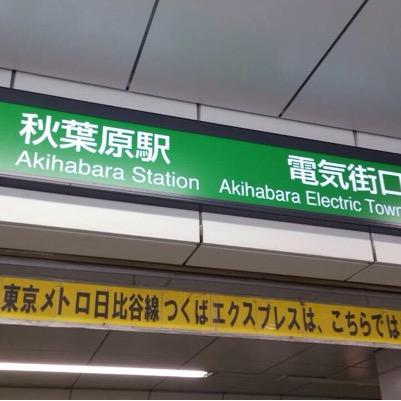 秋葉原駅
Akihabara Station
電気街口
Akihabara Electric Town
東京メトロ日比谷線つくばエクスプレスは、こちらでは